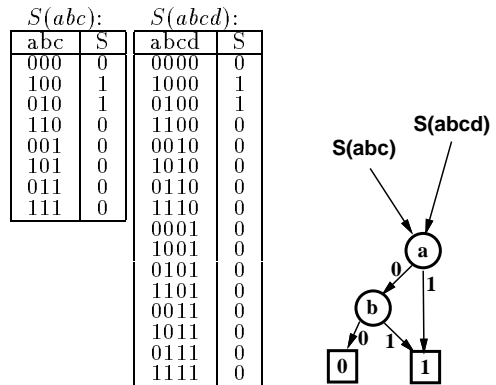 S(abc): S(abcd):
abc S abcd S
000 0 0000 0
100 1 1000 1
010 1 0100 1
110 0 1100 0
001 0 0010 0
101 0 1010 0
011 0 0110 0
111 0 1110 0
0001 0
1001 0
0101 0
1101 0
0011 0
1011 0
0111 0
1111 0
S(abcd)
S(abc)
a
0 1
b
0 1
0 1